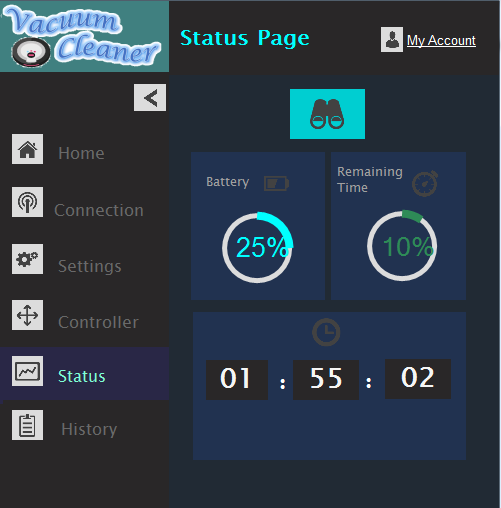 Vacuum
Cleaner
Status Page
My Account
Home
Connection
Settings
Controller
Status
History
Battery
25%
Remaining
Time
10%
01 : 55 : 02